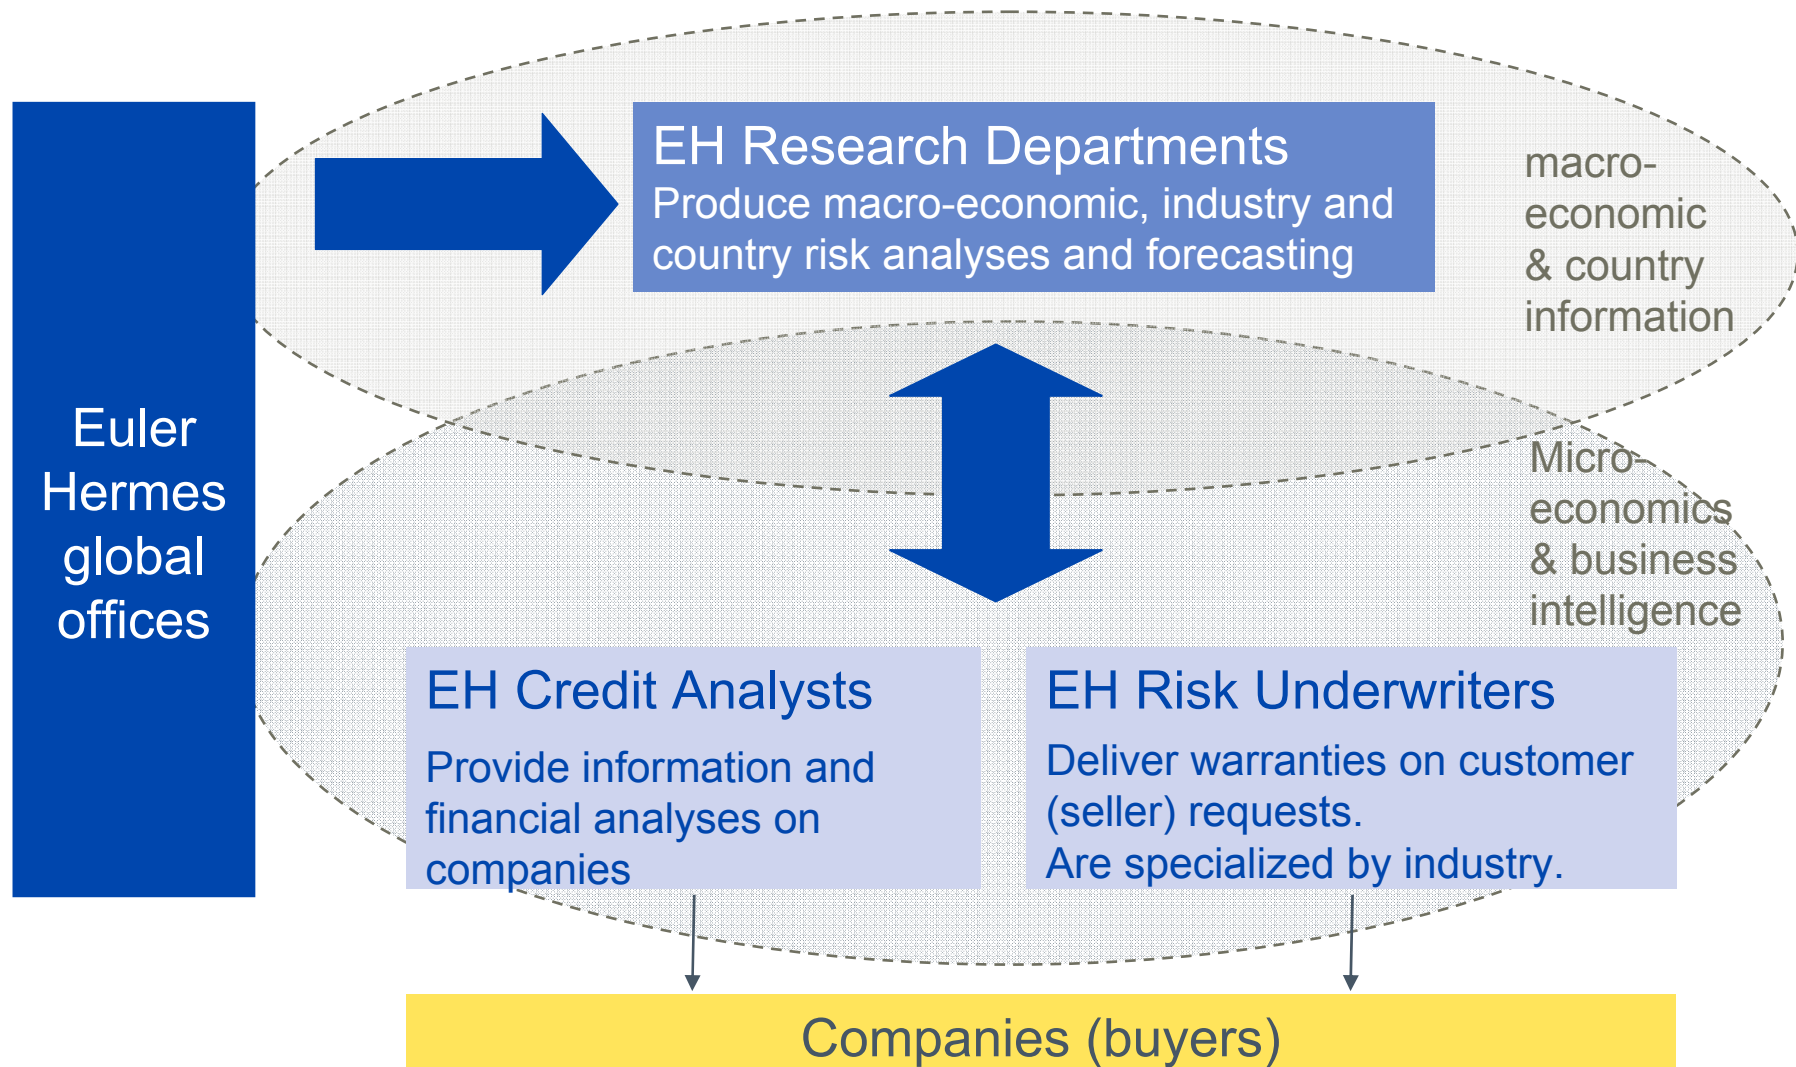 Euler
Hermes
global
offices
EH Research Departments
Produce macro-economic, industry and
country risk analyses and forecasting
macro-
economic
& country
information
Micro-
economics
& business
intelligence
EH Credit Analysts
Provide information and
financial analyses on
companies
EH Risk Underwriters
Deliver warranties on customer
(seller) requests.
Are specialized by industry.
Companies (buyers)